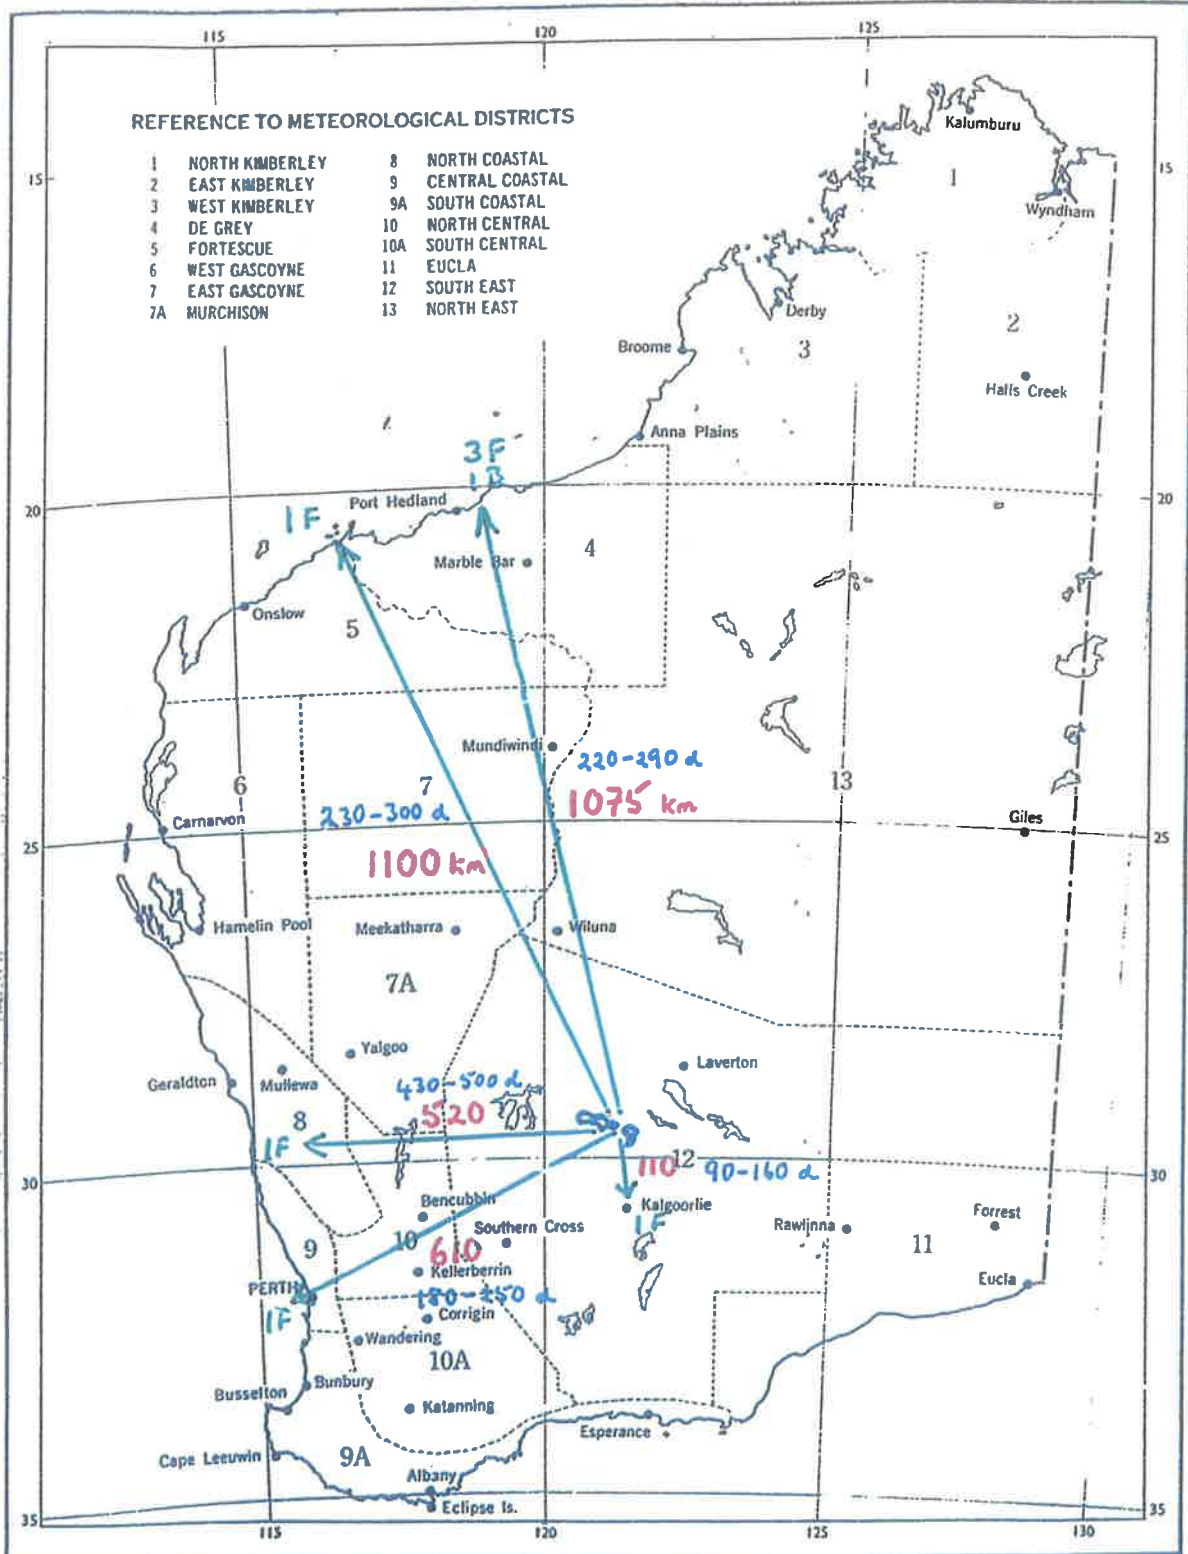 115 120 125
REFERENCE TO METEOROLOGICAL DISTRICTS
1 NORTH KIMBERLEY
2 EAST KIMBERLEY
3 WEST KIMBERLEY
4 DE GREY
5 FORTESCUE
6 WEST GASCOYNE
7 EAST GASCOYNE
7A MURCHISON
8 NORTH COASTAL
9 CENTRAL COASTAL
9A SOUTH COASTAL
10 NORTH CENTRAL
10A SOUTH CENTRAL
11 EUCLA
12 SOUTH EAST
13 NORTH EAST
Kalumburu
15
15
1
Wyndham
Derby
2
Broome
3
Halls Creek
Anna Plains
3F
1B
Port Hedland
20
20
1F
Marble Bar
4
Onslow
5
Mundiwindi
220-290 d
6
7
13
1075 km
230-300 d
Carnarvon
Giles
25
25
1100 km
Hamelin Pool
Meekatharra
Wiluna
7A
Yalgoo
Laverton
Geraldton
Mullewa
430-500 d
520
8
1F
12
110
90-160 d
30
30
Bencubbin
Kalgoorlie
1F
Southern Cross
Rawlinna
Forrest
9
10
610
11
Kellerberrin
Eucla
PERTH
180-250 d
1F
Corrigin
Wandering
10A
Busselton
Bunbury
Katanning
Esperance
Cape Leeuwin
9A
Albany
Eclipse Is.
35
35
115 120 125 130